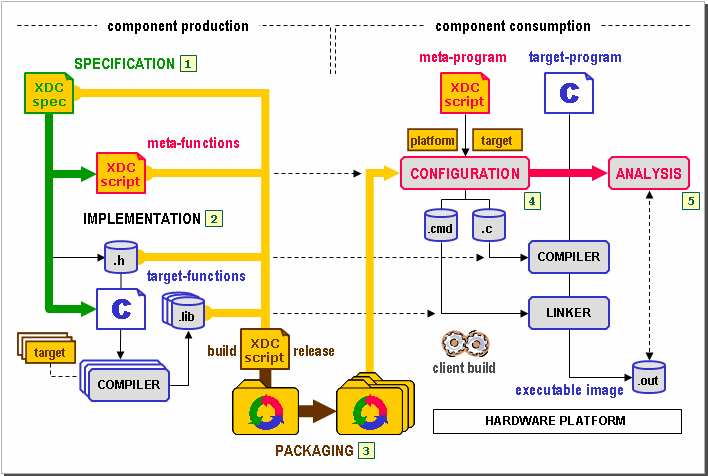 component production
component consumption
SPECIFICATION 1
XDC
spec
meta-program
XDC
script
target-program
C
meta-functions
XDC
script
platform
target
CONFIGURATION
4
ANALYSIS
5
IMPLEMENTATION 2
.h
target-functions
.cmd
.c
COMPILER
C
.lib
LINKER
target
COMPILER
build
XDC
script
release
client build
executable image
.out
HARDWARE PLATFORM
PACKAGING 3